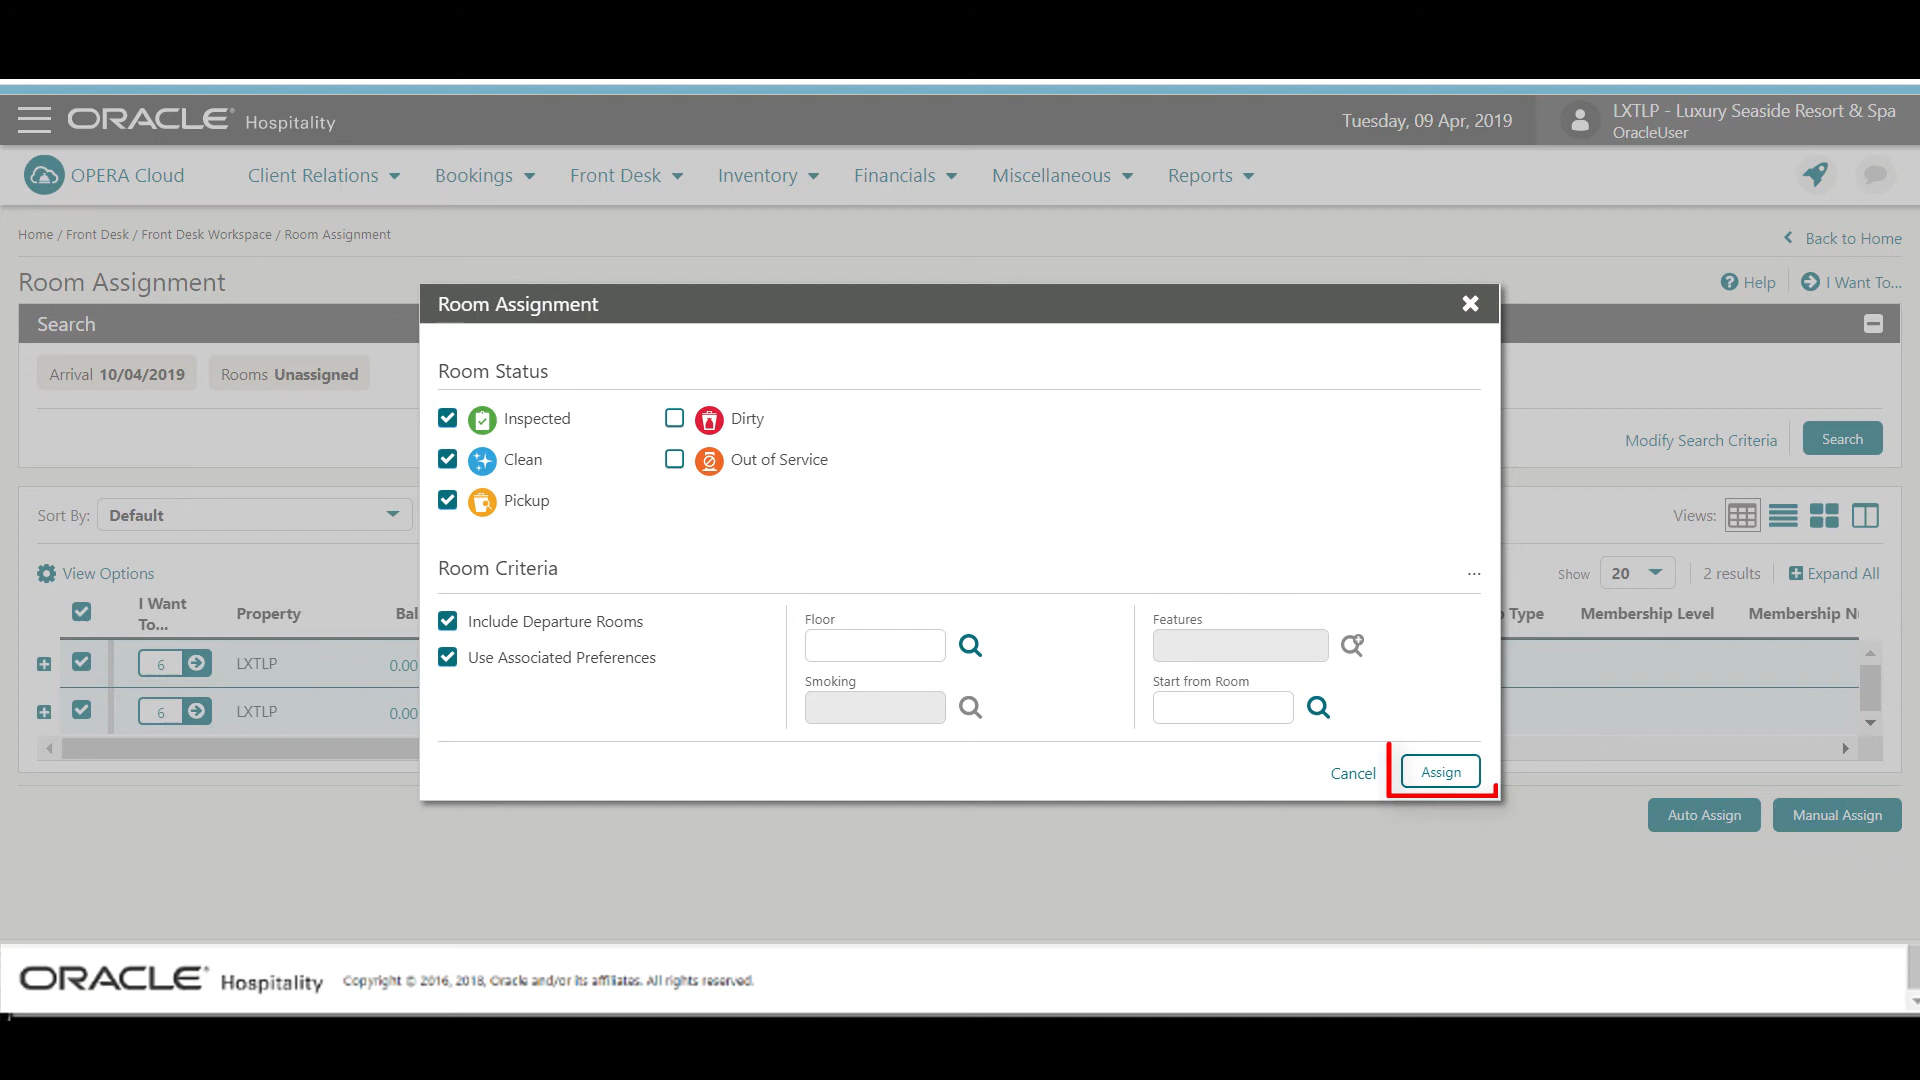 ORACLE Hospitality
Tuesday, 09 Apr, 2019
LXTLP - Luxury Seaside Resort & Spa
OracleUser
OPERA Cloud
Client Relations
Bookings
Front Desk
Inventory
Financials
Miscellaneous
Reports
Home / Front Desk / Front Desk Workspace / Room Assignment
Back to Home
Room Assignment
Help
I Want To...
Search
Arrival 10/04/2019
Rooms Unassigned
Modify Search Criteria
Search
Sort By: Default
Views:
View Options
Show 20
2 results
Expand All
I Want To...
Property
Bal
Type
Membership Level
Membership
6 LXTLP 0.00
6 LXTLP 0.00
Room Assignment
Room Status
Inspected
Dirty
Clean
Out of Service
Pickup
Room Criteria
...
Include Departure Rooms
Use Associated Preferences
Floor
Smoking
Features
Start from Room
Cancel
Assign
Auto Assign
Manual Assign
ORACLE Hospitality
Copyright © 2016, 2018, Oracle and/or its affiliates. All rights reserved.